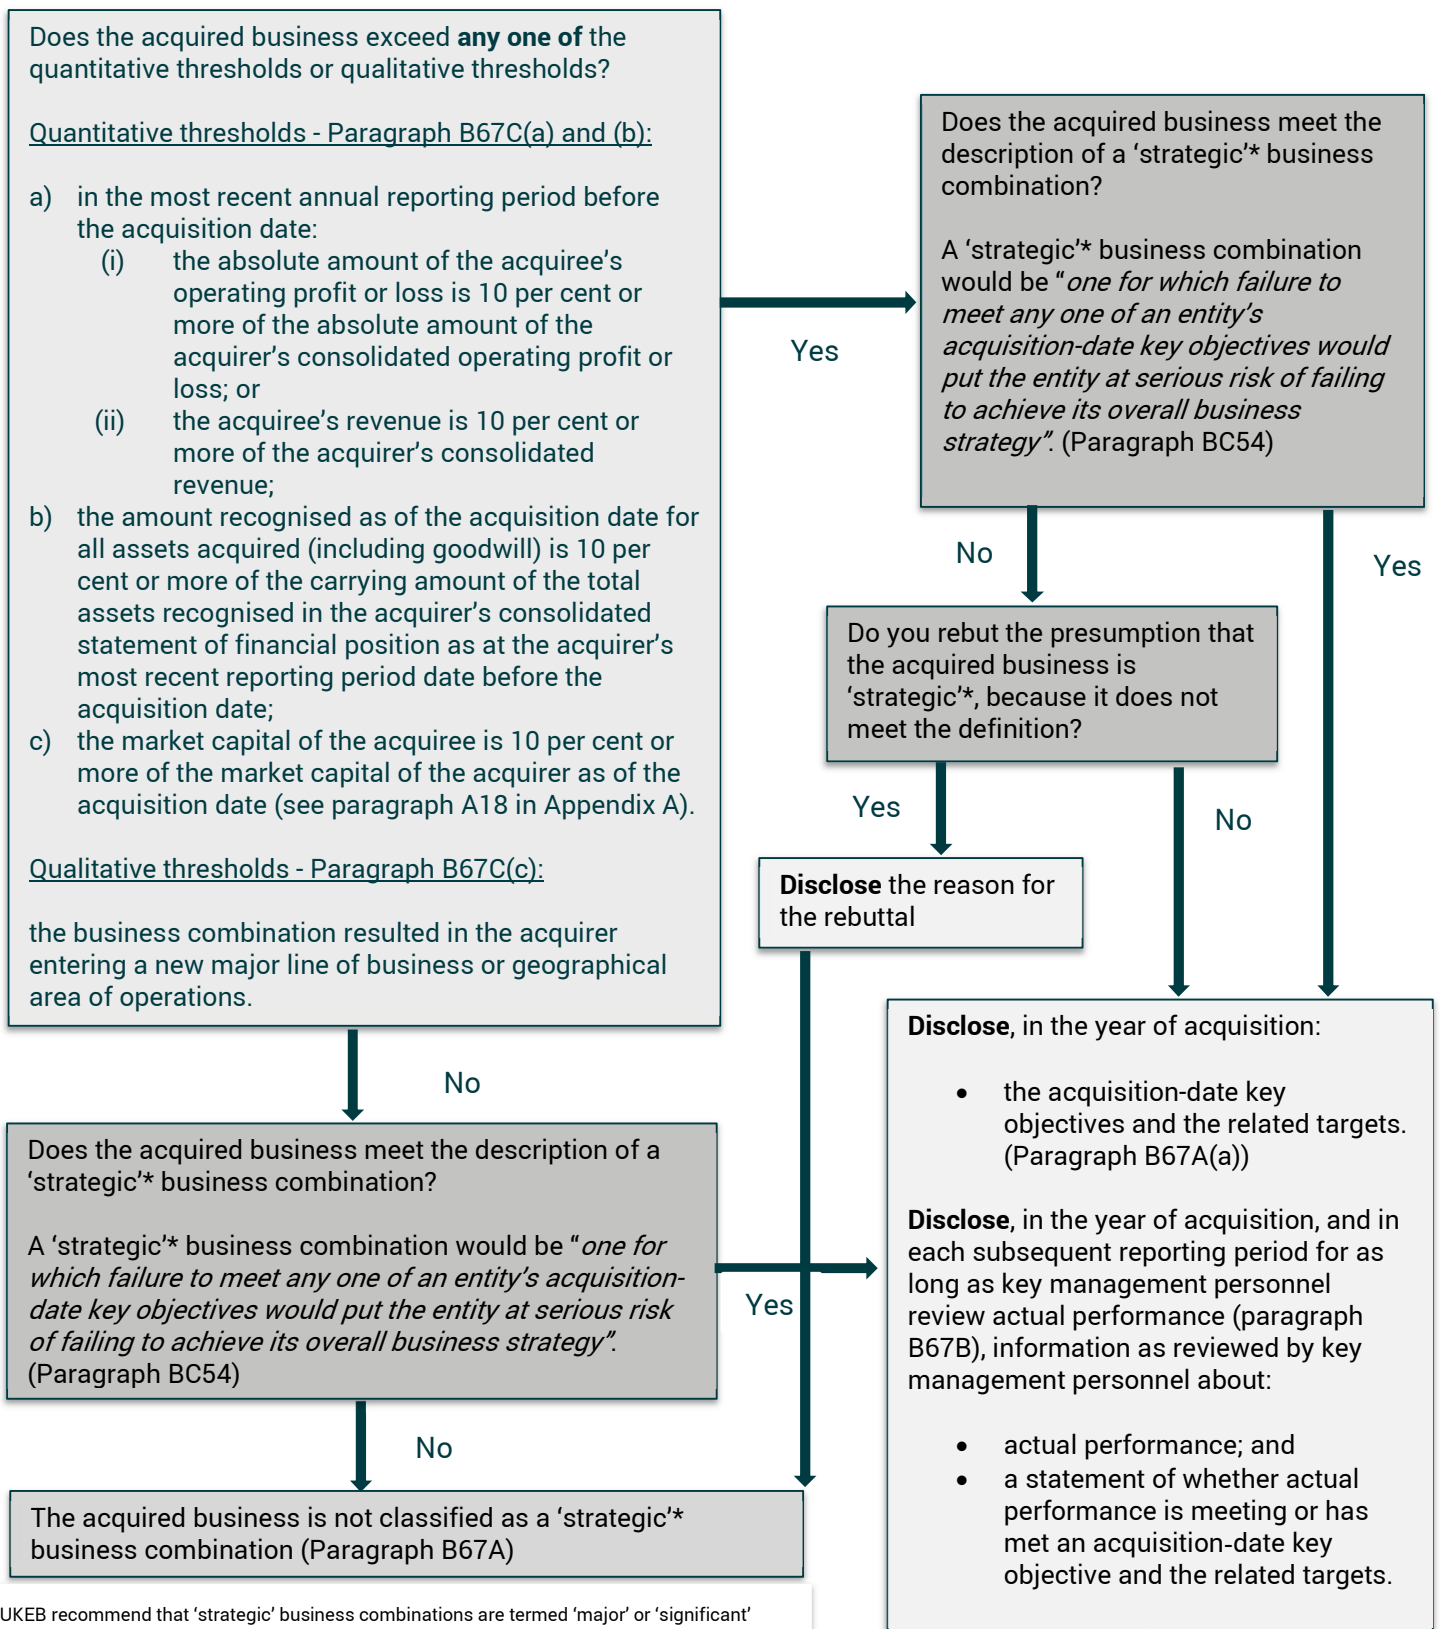 Does the acquired business exceed any one of the
quantitative thresholds or qualitative thresholds?
Quantitative thresholds - Paragraph B67C(a) and (b):
a) in the most recent annual reporting period before
the acquisition date:
(i) the absolute amount of the acquiree's
operating profit or loss is 10 per cent or
more of the absolute amount of the
acquirer's consolidated operating profit or
loss; or
(ii) the acquiree's revenue is 10 per cent or
more of the acquirer's consolidated
revenue;
b) the amount recognised as of the acquisition date for
all assets acquired (including goodwill) is 10 per
cent or more of the carrying amount of the total
assets recognised in the acquirer's consolidated
statement of financial position as at the acquirer's
most recent reporting period date before the
acquisition date;
c) the market capital of the acquiree is 10 per cent or
more of the market capital of the acquirer as of the
acquisition date (see paragraph A18 in Appendix A).
Qualitative thresholds - Paragraph B67C(c):
the business combination resulted in the acquirer
entering a new major line of business or geographical
area of operations.
Yes
Does the acquired business meet the
description of a 'strategic'* business
combination?
A 'strategic'* business combination
would be “one for which failure to
meet any one of an entity's
acquisition-date key objectives would
put the entity at serious risk of failing
to achieve its overall business
strategy”. (Paragraph BC54)
No
Yes
Do you rebut the presumption that
the acquired business is
'strategic'*, because it does not
meet the definition?
Yes
No
Disclose the reason for
the rebuttal
No
Does the acquired business meet the description of a
'strategic'* business combination?
A 'strategic'* business combination would be “one for
which failure to meet any one of an entity's acquisition-
date key objectives would put the entity at serious risk
of failing to achieve its overall business strategy”.
(Paragraph BC54)
Yes
No
The acquired business is not classified as a 'strategic'*
business combination (Paragraph B67A)
Disclose, in the year of acquisition:
• the acquisition-date key
objectives and the related targets.
(Paragraph B67A(a))
Disclose, in the year of acquisition, and in
each subsequent reporting period for as
long as key management personnel
review actual performance (paragraph
B67B), information as reviewed by key
management personnel about:
• actual performance; and
• a statement of whether actual
performance is meeting or has
met an acquisition-date key
objective and the related targets.
UKEB recommend that 'strategic' business combinations are termed 'major' or 'significant'